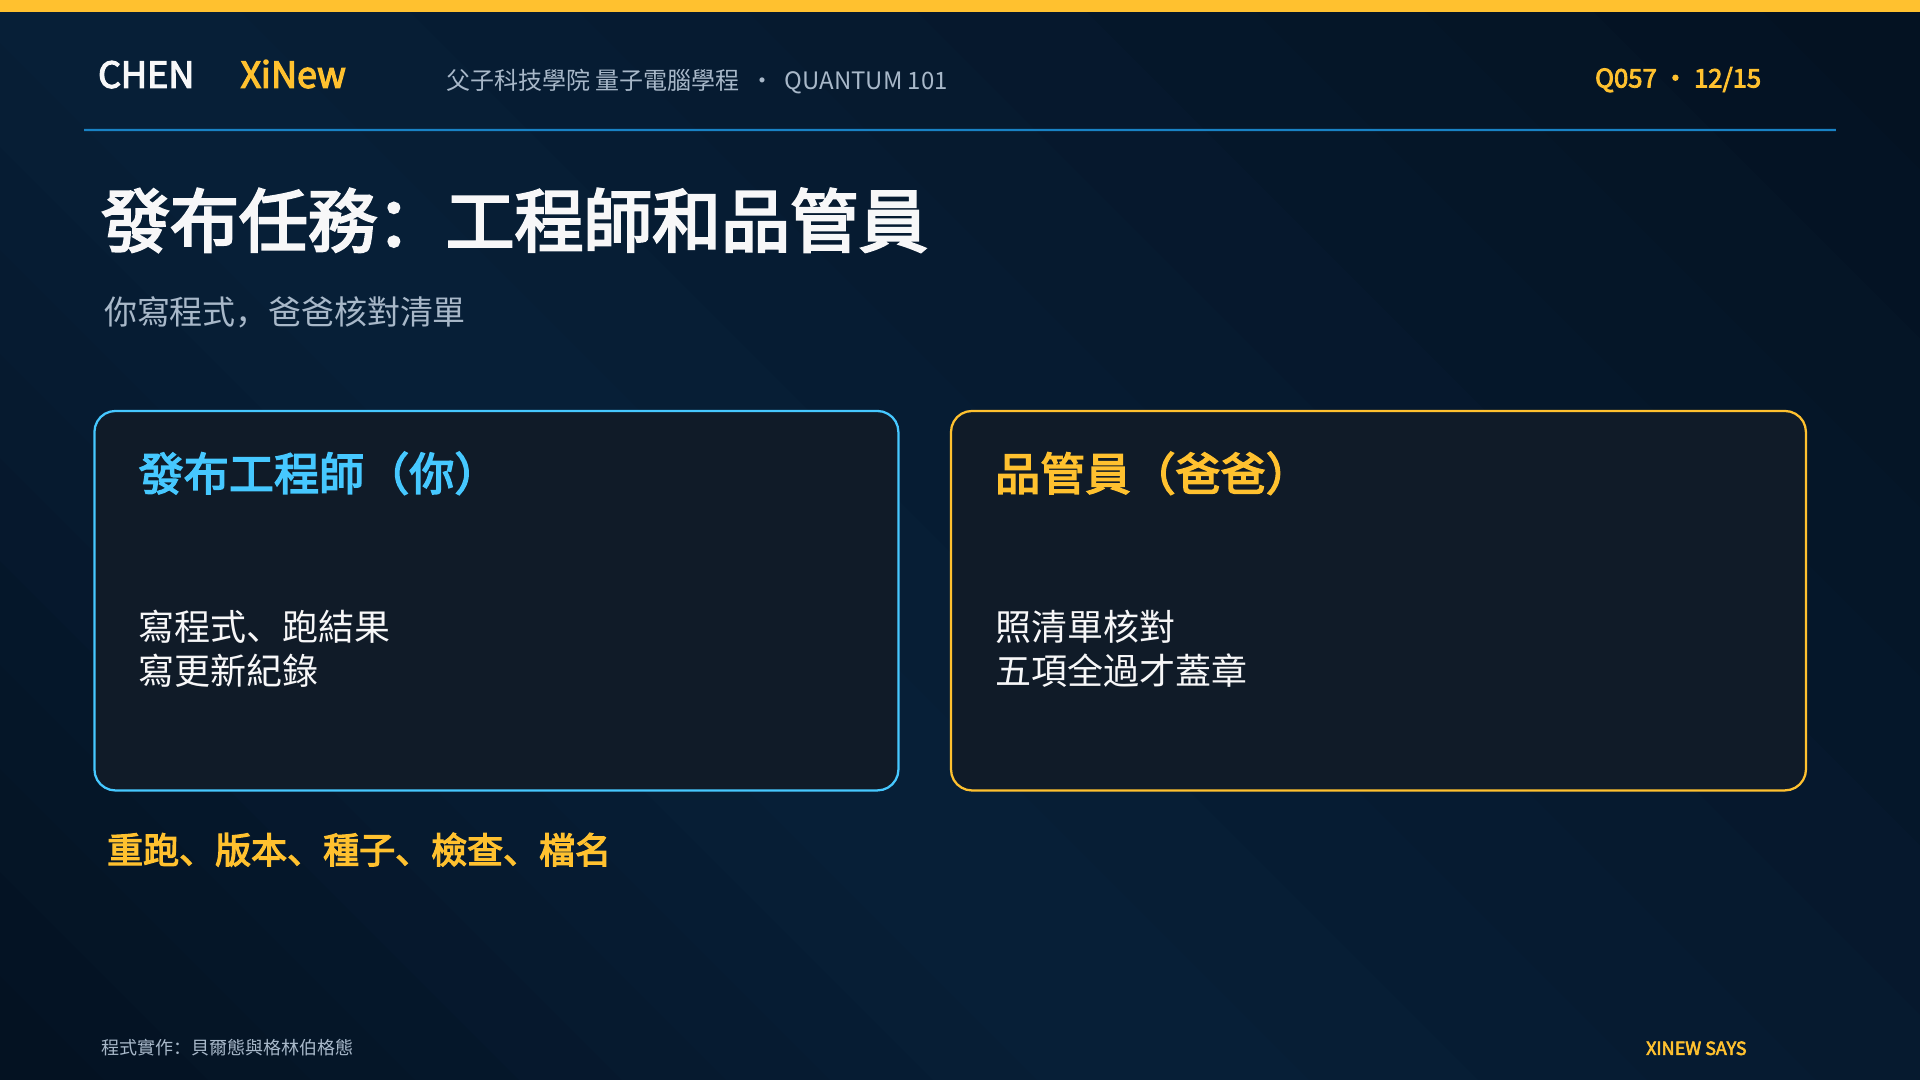 CHEN XiNew 父子科技學院 量子電腦學程 · QUANTUM 101 Q057 · 12/15
發布任務：工程師和品管員
你寫程式，爸爸核對清單
發布工程師（你）
寫程式、跑結果
寫更新紀錄
品管員（爸爸）
照清單核對
五項全過才蓋章
重跑、版本、種子、檢查、檔名
程式實作：貝爾態與格林伯格態
XINEW SAYS